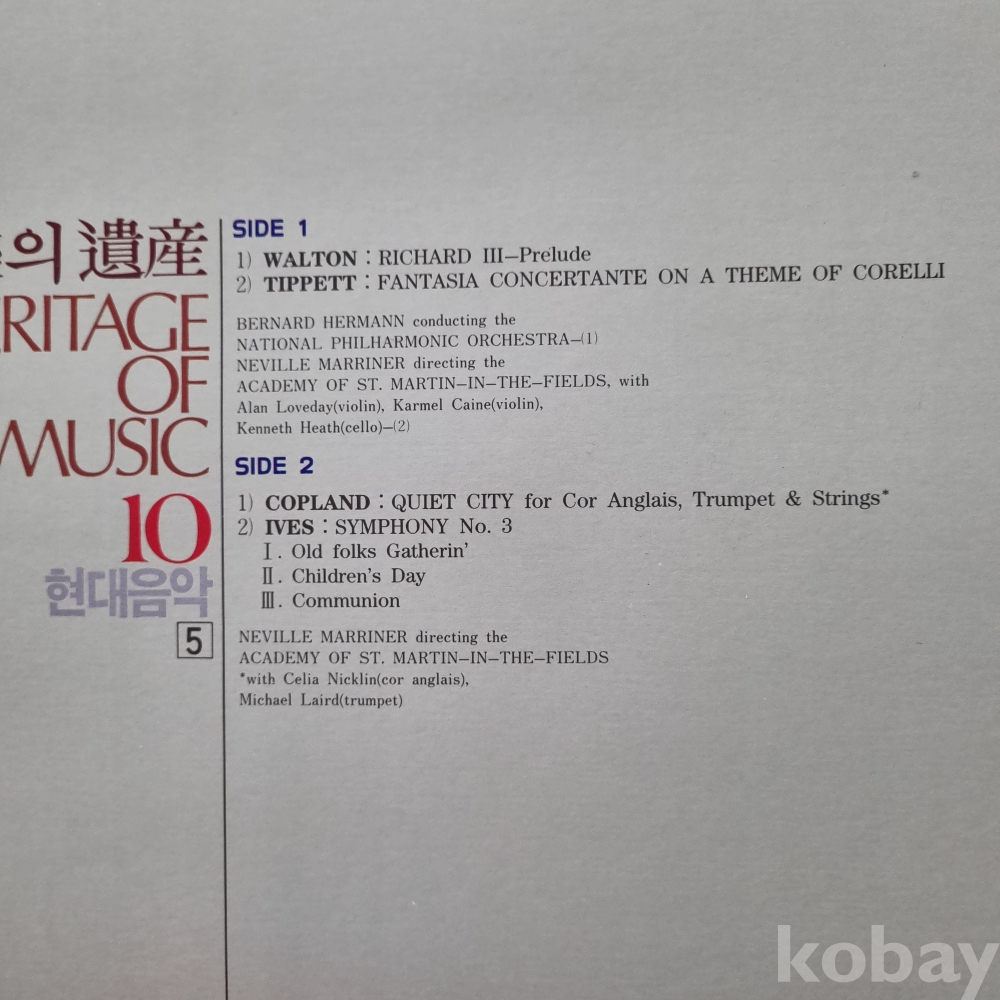 의 遺産
RITAGE
OF
MUSIC
10
현대음악
5
SIDE 1
1) WALTON : RICHARD III–Prelude
2) TIPPETT : FANTASIA CONCERTANTE ON A THEME OF CORELLI
BERNARD HERMANN conducting the
NATIONAL PHILHARMONIC ORCHESTRA–(1)
NEVILLE MARRINER directing the
ACADEMY OF ST. MARTIN–IN–THE–FIELDS, with
Alan Loveday(violin), Karmel Caine(violin),
Kenneth Heath(cello)–(2)
SIDE 2
1) COPLAND : QUIET CITY for Cor Anglais, Trumpet & Strings*
2) IVES : SYMPHONY No. 3
Ⅰ. Old folks Gatherin'
Ⅱ. Children's Day
Ⅲ. Communion
NEVILLE MARRINER directing the
ACADEMY OF ST. MARTIN–IN–THE–FIELDS
*with Celia Nicklin(cor anglais),
Michael Laird(trumpet)
kobay